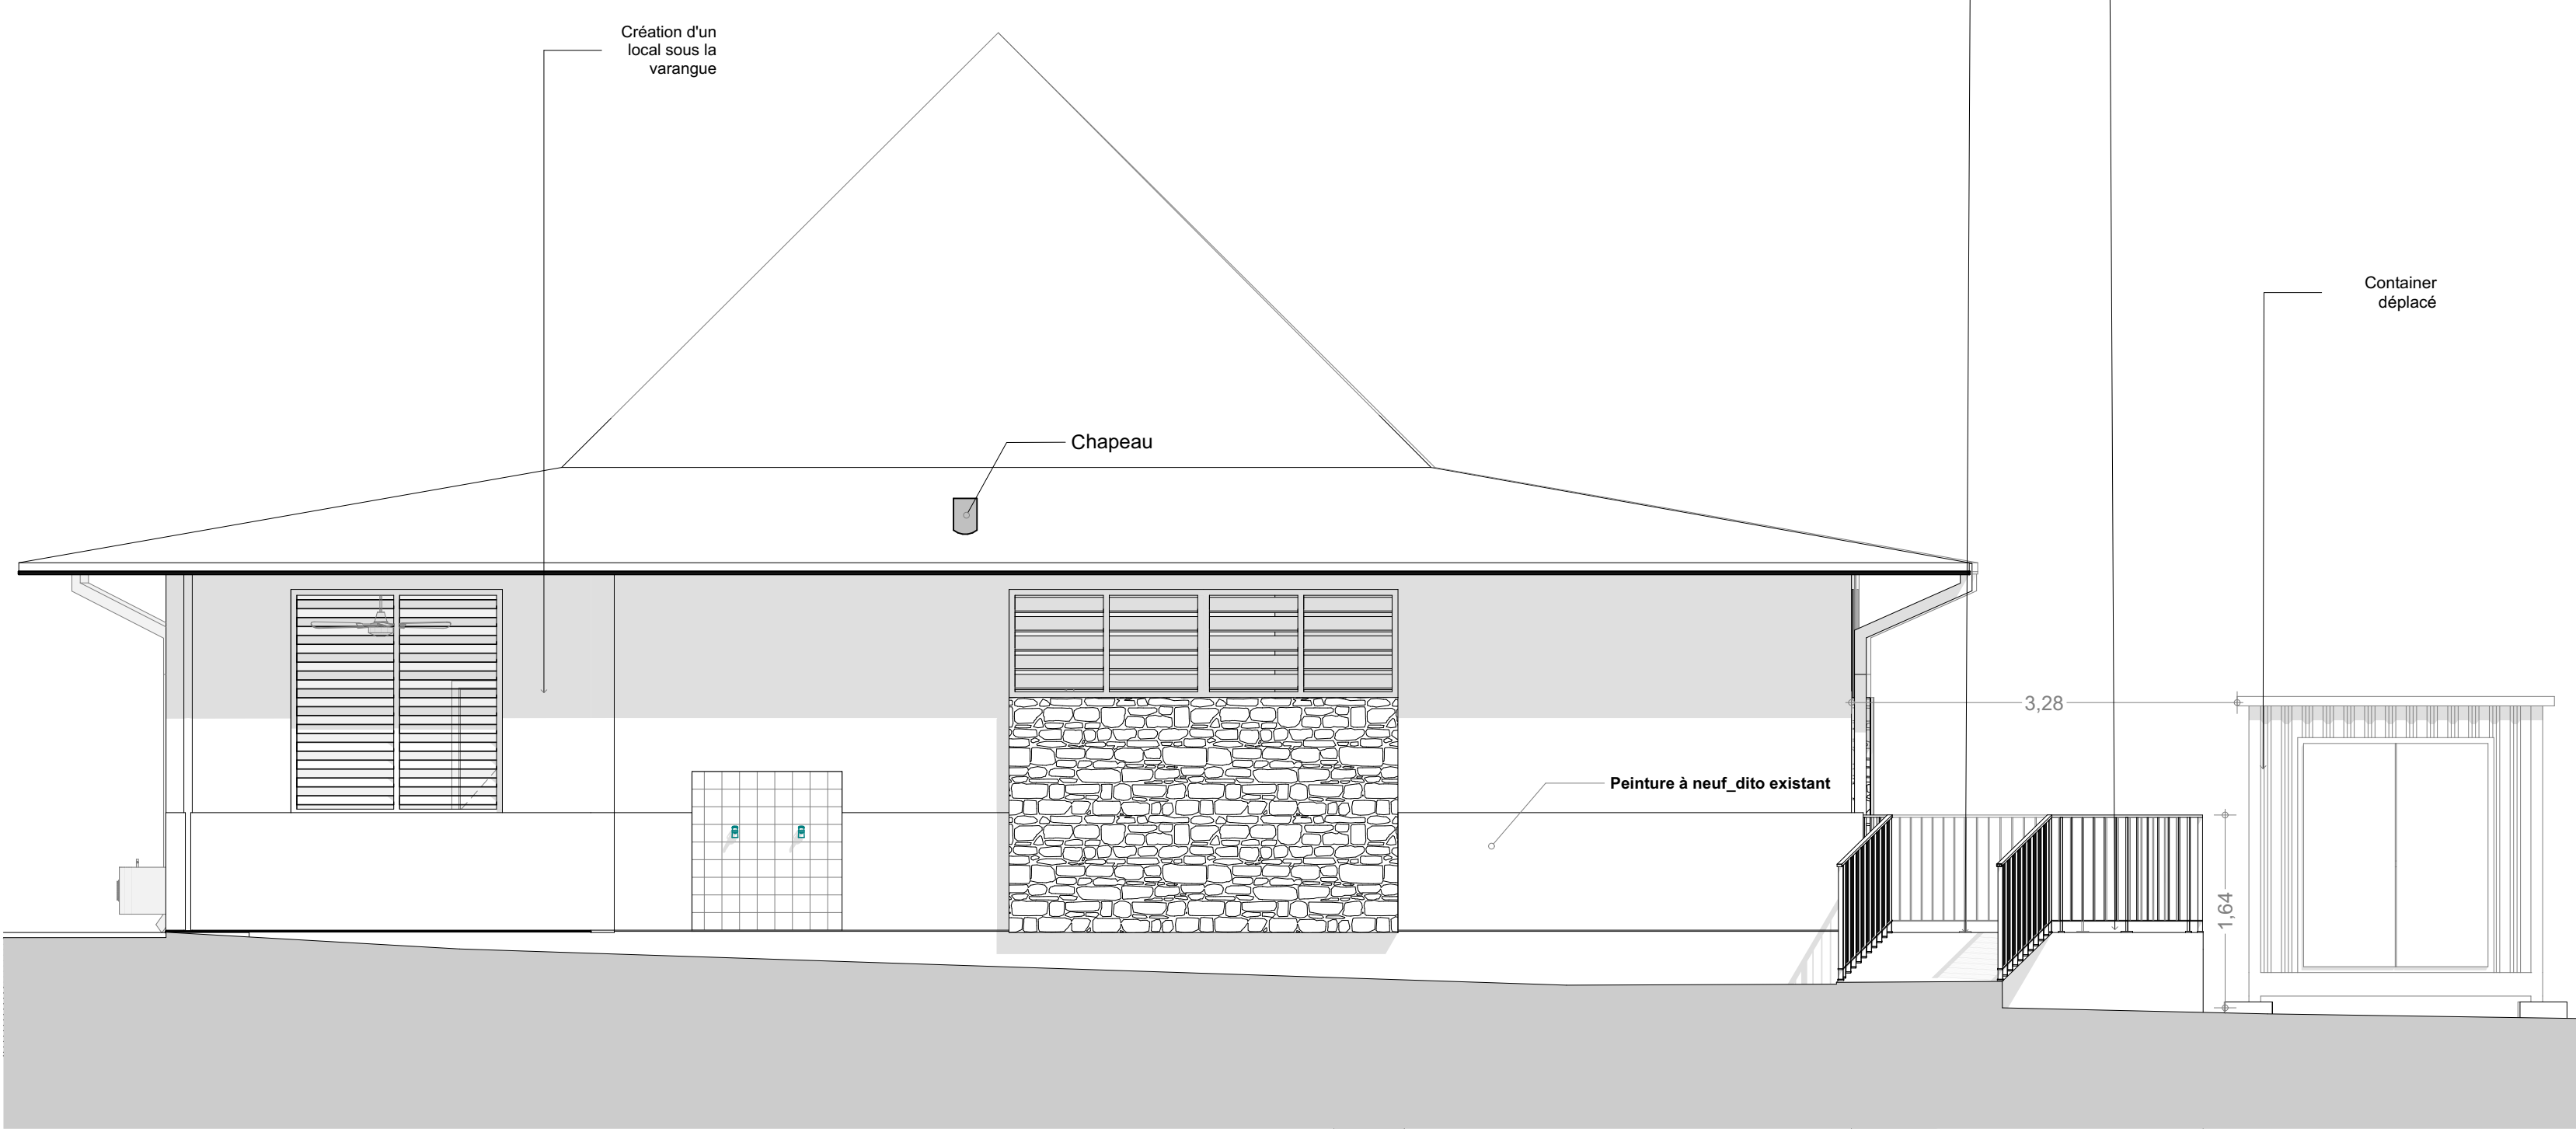 Création d'un
local sous la
varangue
Container
déplacé
Chapeau
3,28
Peinture à neuf_dito existant
1,64